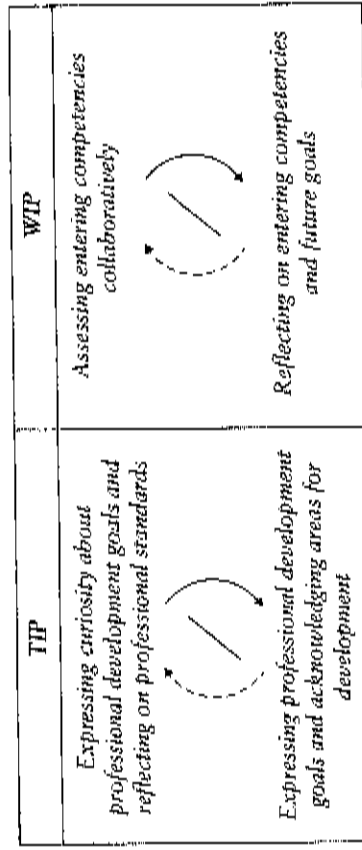 TIP
Expressing curiosity about
professional development goals and
reflecting on professional standards
Expressing professional development
goals and acknowledging areas for
development
WIP
Assessing entering competencies
collaboratively
Reflecting on entering competencies
and future goals